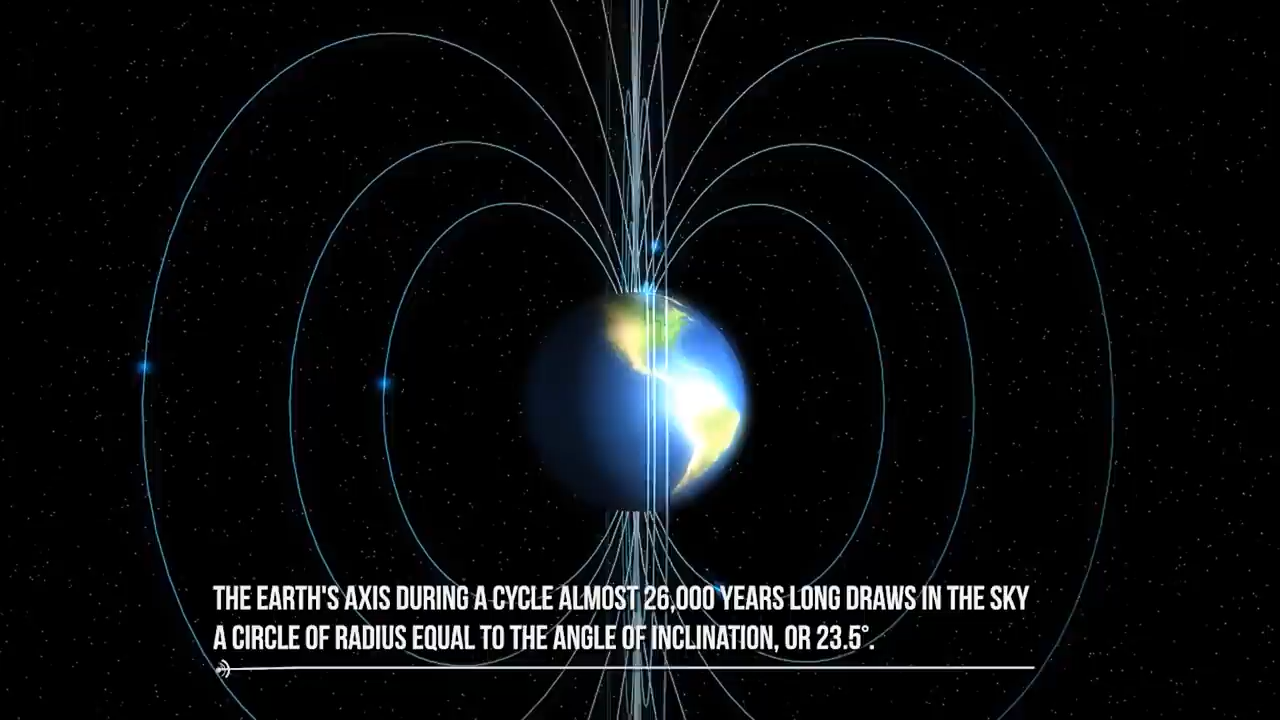 THE EARTH'S AXIS DURING A CYCLE ALMOST 26,000 YEARS LONG DRAWS IN THE SKY
A CIRCLE OF RADIUS EQUAL TO THE ANGLE OF INCLINATION, OR 23.5°.